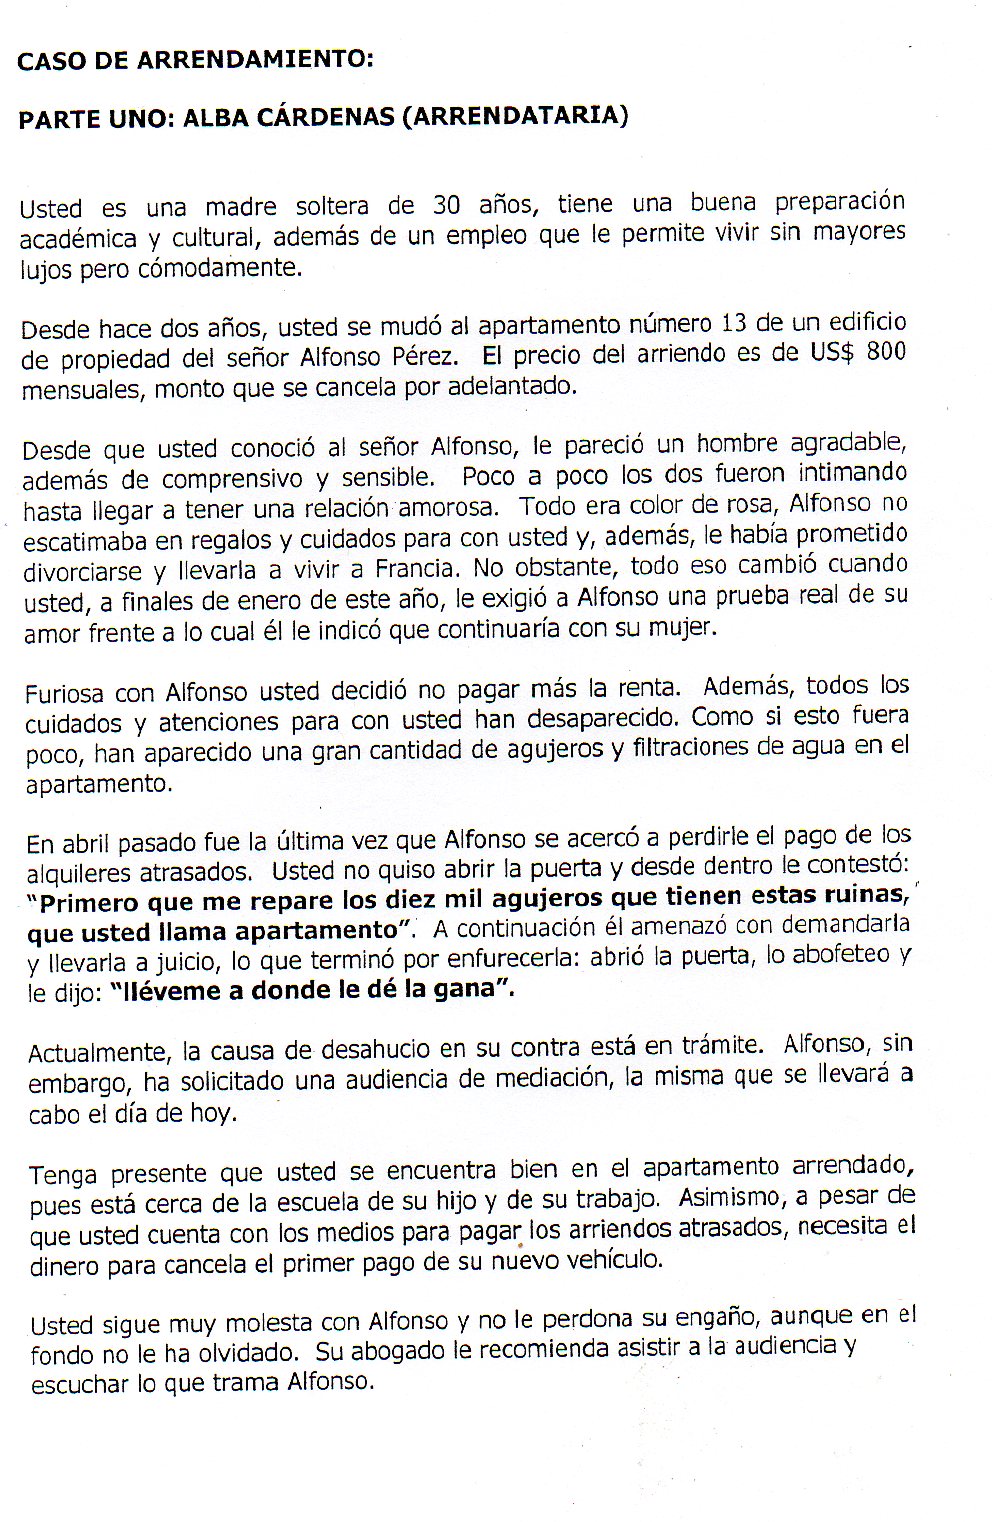 CASO DE ARRENDAMIENTO:
PARTE UNO: ALBA CÁRDENAS (ARRENDATARIA)
Usted es una madre soltera de 30 años, tiene una buena preparación
académica y cultural, además de un empleo que le permite vivir sin mayores
lujos pero cómodamente.
Desde hace dos años, usted se mudó al apartamento número 13 de un edificio
de propiedad del señor Alfonso Pérez. El precio del arriendo es de US$ 800
mensuales, monto que se cancela por adelantado.
Desde que usted conoció al señor Alfonso, le pareció un hombre agradable,
además de comprensivo y sensible. Poco a poco los dos fueron intimando
hasta llegar a tener una relación amorosa. Todo era color de rosa, Alfonso no
escatimaba en regalos y cuidados para con usted y, además, le había prometido
divorciarse y llevarla a vivir a Francia. No obstante, todo eso cambió cuando
usted, a finales de enero de este año, le exigió a Alfonso una prueba real de su
amor frente a lo cual él le indicó que continuaría con su mujer.
Furiosa con Alfonso usted decidió no pagar más la renta. Además, todos los
cuidados y atenciones para con usted han desaparecido. Como si esto fuera
poco, han aparecido una gran cantidad de agujeros y filtraciones de agua en el
apartamento.
En abril pasado fue la última vez que Alfonso se acercó a perdirle el pago de los
alquileres atrasados. Usted no quiso abrir la puerta y desde dentro le contestó:
"Primero que me repare los diez mil agujeros que tienen estas ruinas,
que usted llama apartamento". A continuación él amenazó con demandarla
y llevarla a juicio, lo que terminó por enfurecerla: abrió la puerta, lo abofeteo y
le dijo: "lléveme a donde le dé la gana".
Actualmente, la causa de desahucio en su contra está en trámite. Alfonso, sin
embargo, ha solicitado una audiencia de mediación, la misma que se llevará a
cabo el día de hoy.
Tenga presente que usted se encuentra bien en el apartamento arrendado,
pues está cerca de la escuela de su hijo y de su trabajo. Asimismo, a pesar de
que usted cuenta con los medios para pagar los arriendos atrasados, necesita el
dinero para cancela el primer pago de su nuevo vehículo.
Usted sigue muy molesta con Alfonso y no le perdona su engaño, aunque en el
fondo no le ha olvidado. Su abogado le recomienda asistir a la audiencia y
escuchar lo que trama Alfonso.